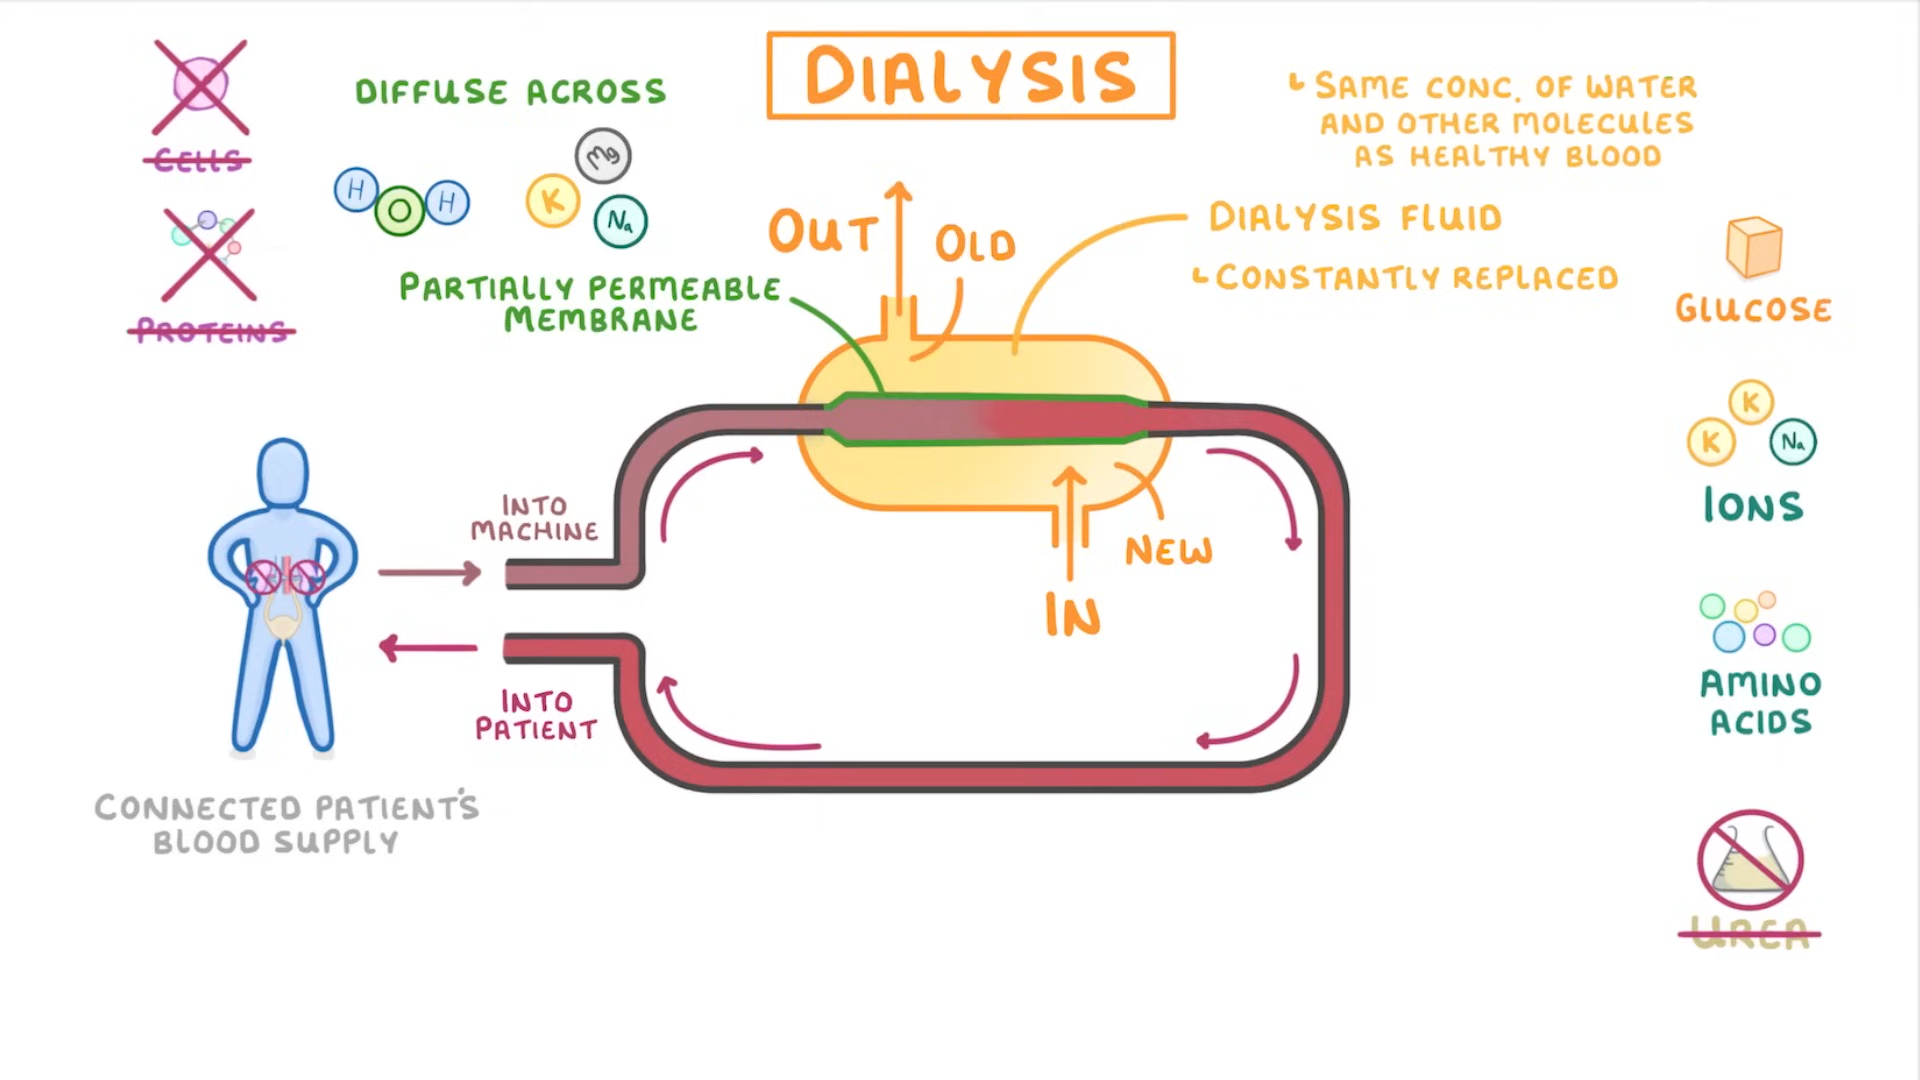 DIALYSIS
CELLS
PROTEINS
DIFFUSE ACROSS
H O H
Mg
K
Na
PARTIALLY PERMEABLE
MEMBRANE
OUT
OLD
SAME CONC. OF WATER
AND OTHER MOLECULES
AS HEALTHY BLOOD
DIALYSIS FLUID
CONSTANTLY REPLACED
GLUCOSE
K
K
Na
IONS
AMINO
ACIDS
UREA
INTO
MACHINE
NEW
IN
INTO
PATIENT
CONNECTED PATIENT'S
BLOOD SUPPLY